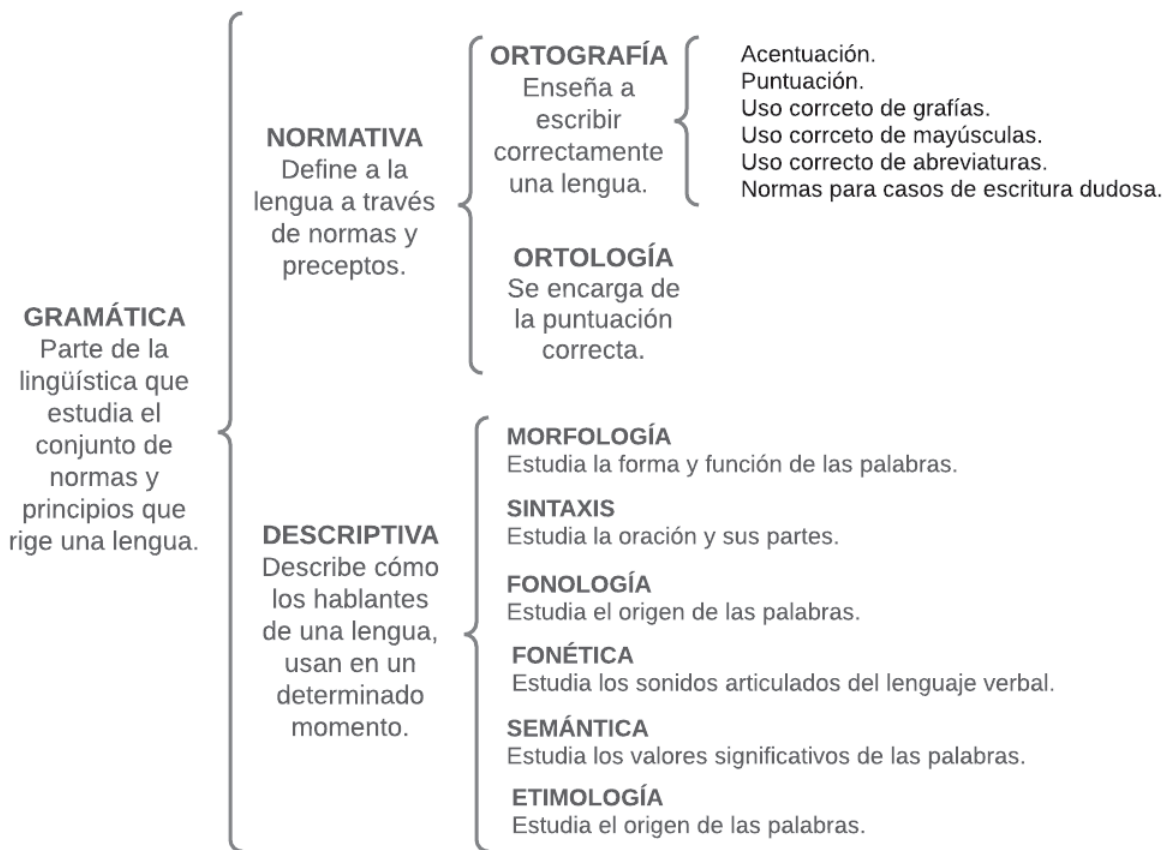 GRAMÁTICA
Parte de la
lingüística que
estudia el
conjunto de
normas y
principios que
rige una lengua.
NORMATIVA
Define a la
lengua a través
de normas y
preceptos.
ORTOGRAFÍA
Enseña a
escribir
correctamente
una lengua.
Acentuación.
Puntuación.
Uso corrceto de grafías.
Uso corrceto de mayúsculas.
Uso correcto de abreviaturas.
Normas para casos de escritura dudosa.
ORTOLOGÍA
Se encarga de
la puntuación
correcta.
DESCRIPTIVA
Describe cómo
los hablantes
de una lengua,
usan en un
determinado
momento.
MORFOLOGÍA
Estudia la forma y función de las palabras.
SINTAXIS
Estudia la oración y sus partes.
FONOLOGÍA
Estudia el origen de las palabras.
FONÉTICA
Estudia los sonidos articulados del lenguaje verbal.
SEMÁNTICA
Estudia los valores significativos de las palabras.
ETIMOLOGÍA
Estudia el origen de las palabras.